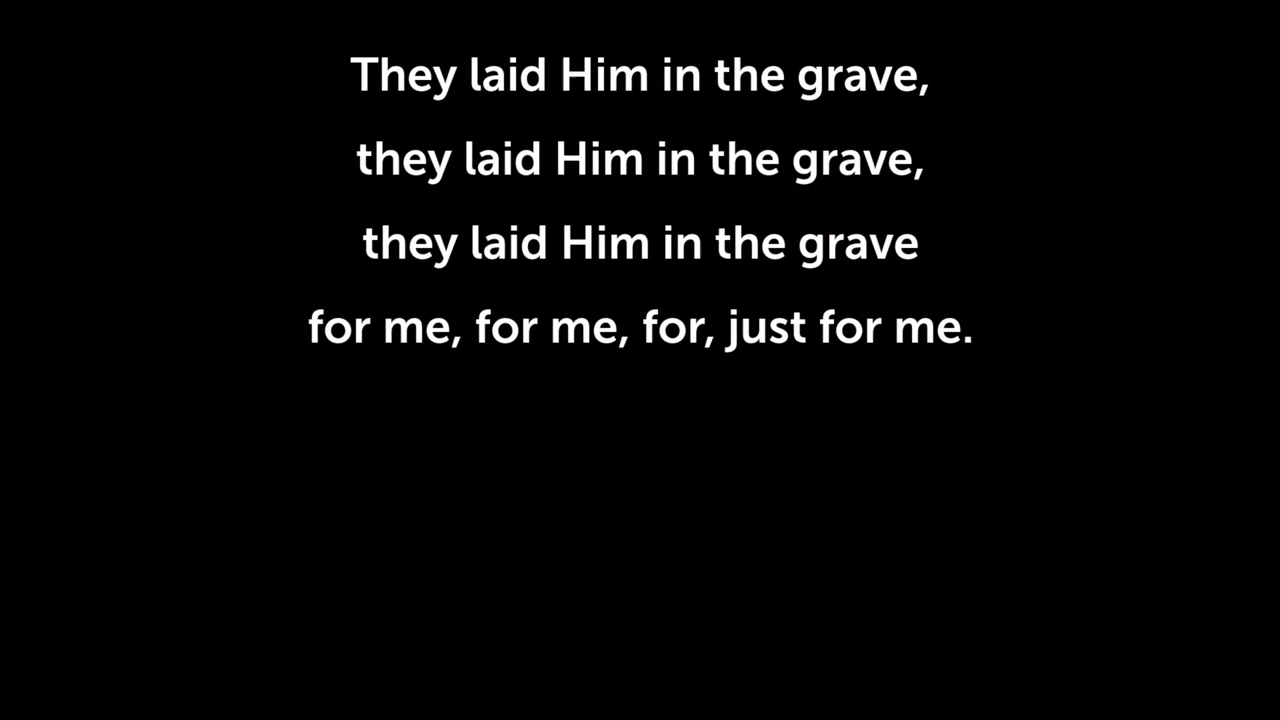 They laid Him in the grave,
they laid Him in the grave,
they laid Him in the grave
for me, for me, for, just for me.